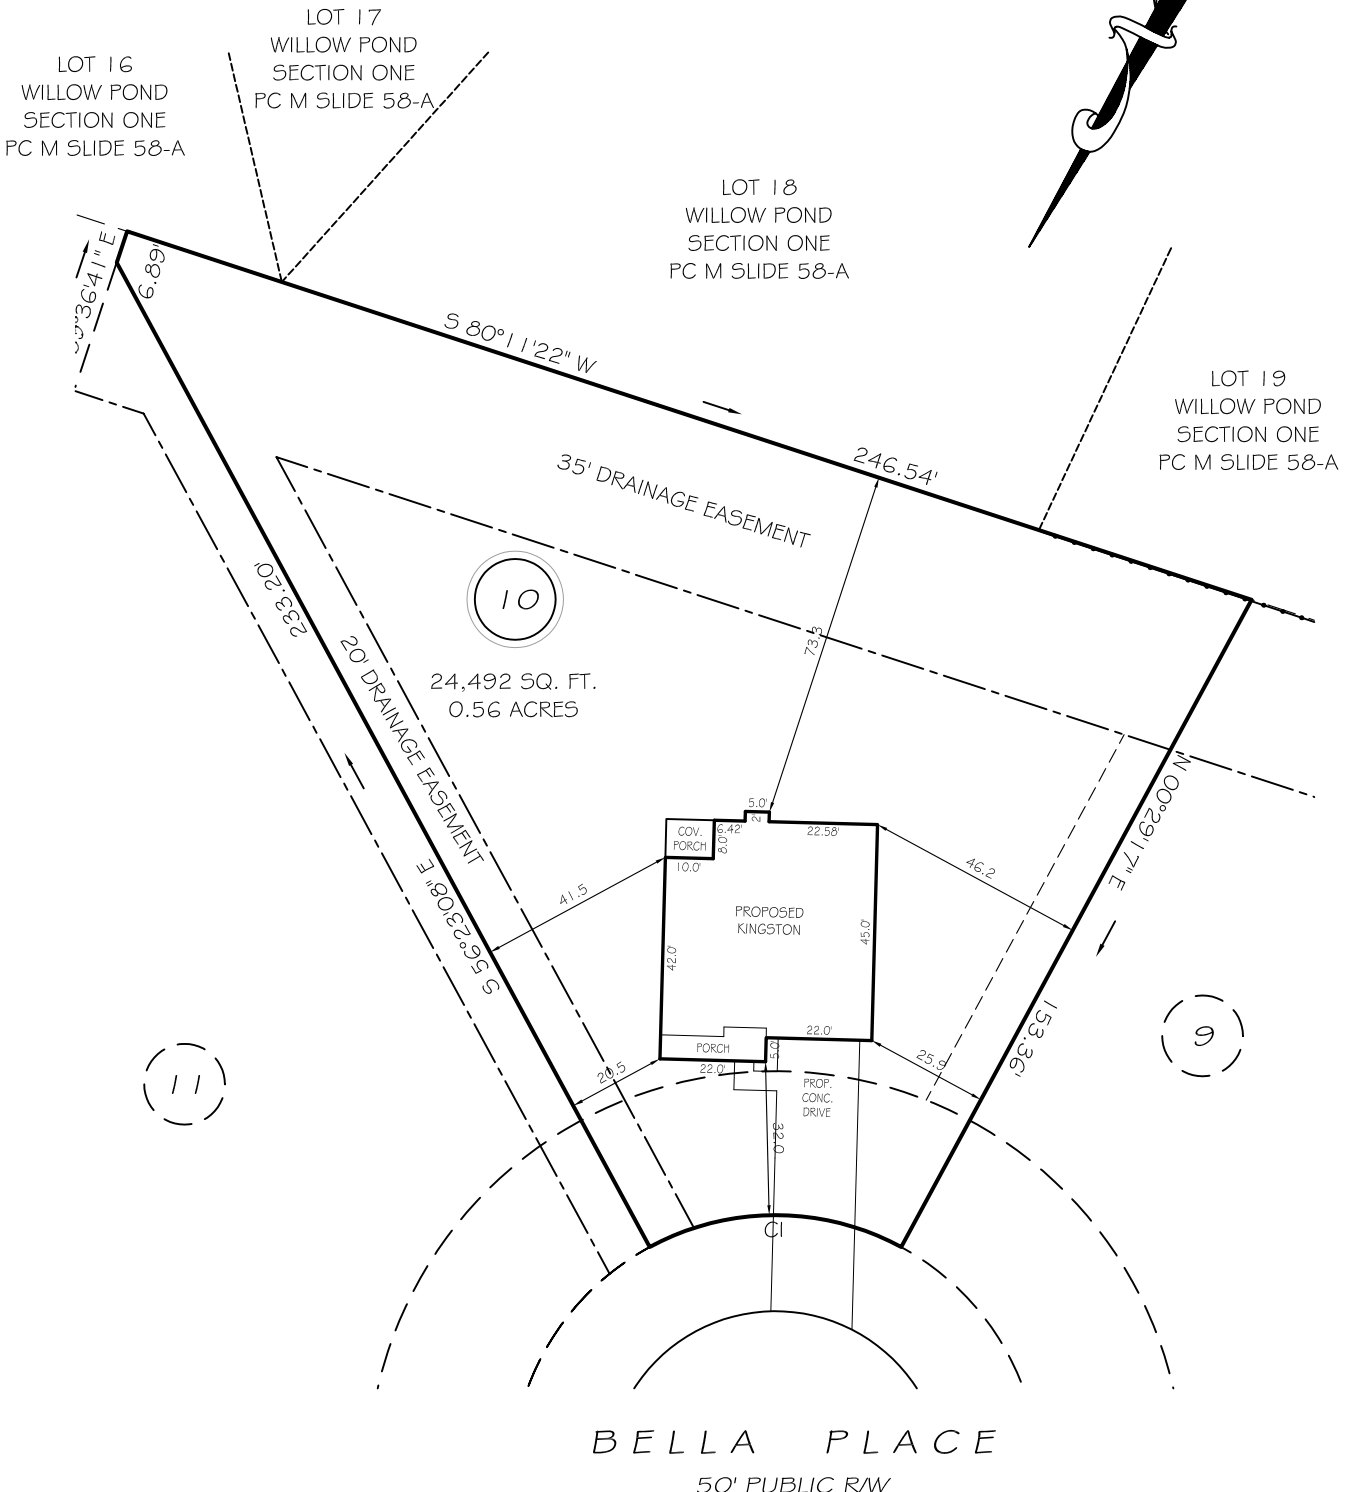 LOT 17
WILLOW POND
SECTION ONE
PC M SLIDE 58-A
LOT 16
WILLOW POND
SECTION ONE
PC M SLIDE 58-A
LOT 18
WILLOW POND
SECTION ONE
PC M SLIDE 58-A
LOT 19
WILLOW POND
SECTION ONE
PC M SLIDE 58-A
°36'41" E
6.89'
S 80°11'22" W
246.54'
35' DRAINAGE EASEMENT
10
24,492 SQ. FT.
0.56 ACRES
233.20'
20' DRAINAGE EASEMENT
S 56°23'08" E
73.3
N 00°29'17" E
153.36'
5.0'
2'
COV.
PORCH
6.42'
8.0'
22.58'
10.0'
41.5
46.2
PROPOSED
KINGSTON
42.0'
45.0'
22.0'
PORCH
5.0'
22.0'
20.5
25.9
PROP.
CONC.
DRIVE
32.0
11
9
C1
BELLA PLACE
50' PUBLIC R/W